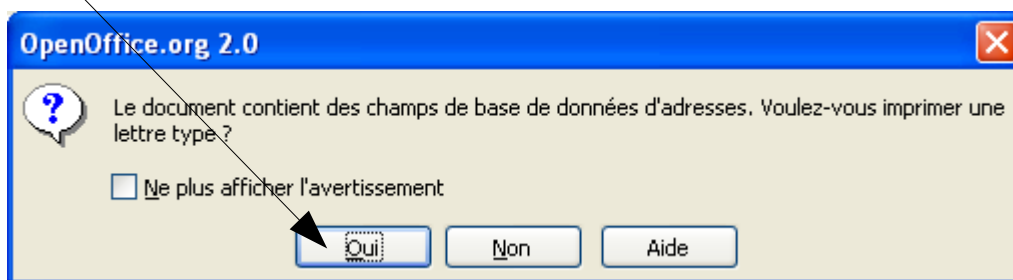 OpenOffice.org 2.0
Le document contient des champs de base de données d'adresses. Voulez-vous imprimer une
lettre type ?
Ne plus afficher l'avertissement
Oui Non Aide